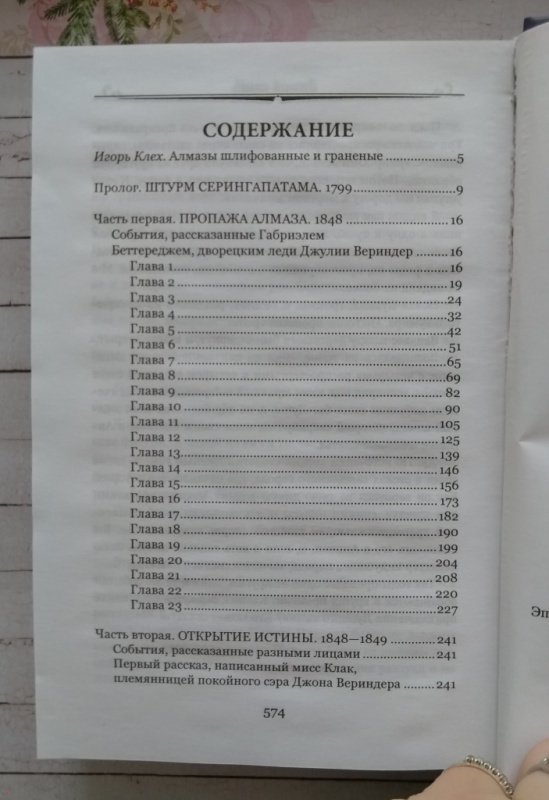 СОДЕРЖАНИЕ
Игорь Клех. Алмазы шлифованные и граненые ..................5
Пролог. ШТУРМ СЕРИНГАПАТАМА. 1799..........................9
Часть первая. ПРОПАЖА АЛМАЗА. 1848 ..........................16
События, рассказанные Габриэлем
Беттереджем, дворецким леди Джулии Вериндер ............16
Глава 1..........................16
Глава 2 ..........................19
Глава 3 ..........................24
Глава 4 ..........................32
Глава 5 ..........................42
Глава 6 ..........................51
Глава 7 ..........................65
Глава 8 ..........................69
Глава 9 ..........................82
Глава 10 ..........................90
Глава 11 ..........................105
Глава 12 ..........................125
Глава 13..........................139
Глава 14 ..........................146
Глава 15 ..........................156
Глава 16 ..........................173
Глава 17..........................182
Глава 18 ..........................190
Глава 19 ..........................199
Глава 20 ..........................204
Глава 21 ..........................208
Глава 22 ..........................220
Глава 23 ..........................227
Часть вторая. ОТКРЫТИЕ ИСТИНЫ. 1848—1849 ............241
События, рассказанные разными лицами ......................241
Первый рассказ, написанный мисс Клак,
племянницей покойного сэра Джона Вериндера ............241
574
Эп